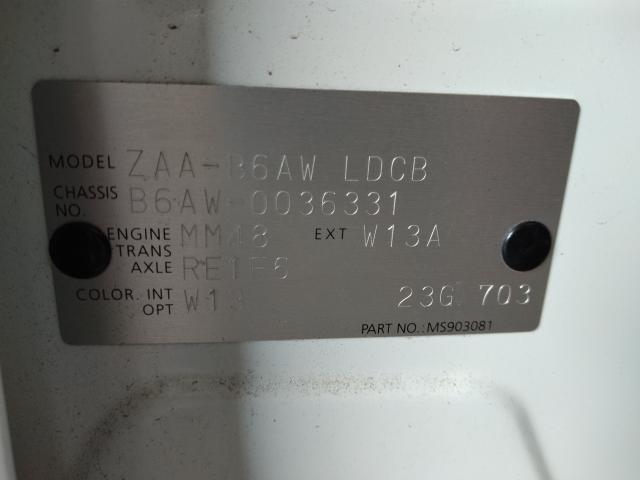 MODEL ZAA-B6AW LDCB
CHASSIS NO. B6AW-0036331
ENGINE MM48 EXT W13A
TRANS AXLE RE1F6
COLOR. INT OPT W13 23G 703
PART NO.: MS903081